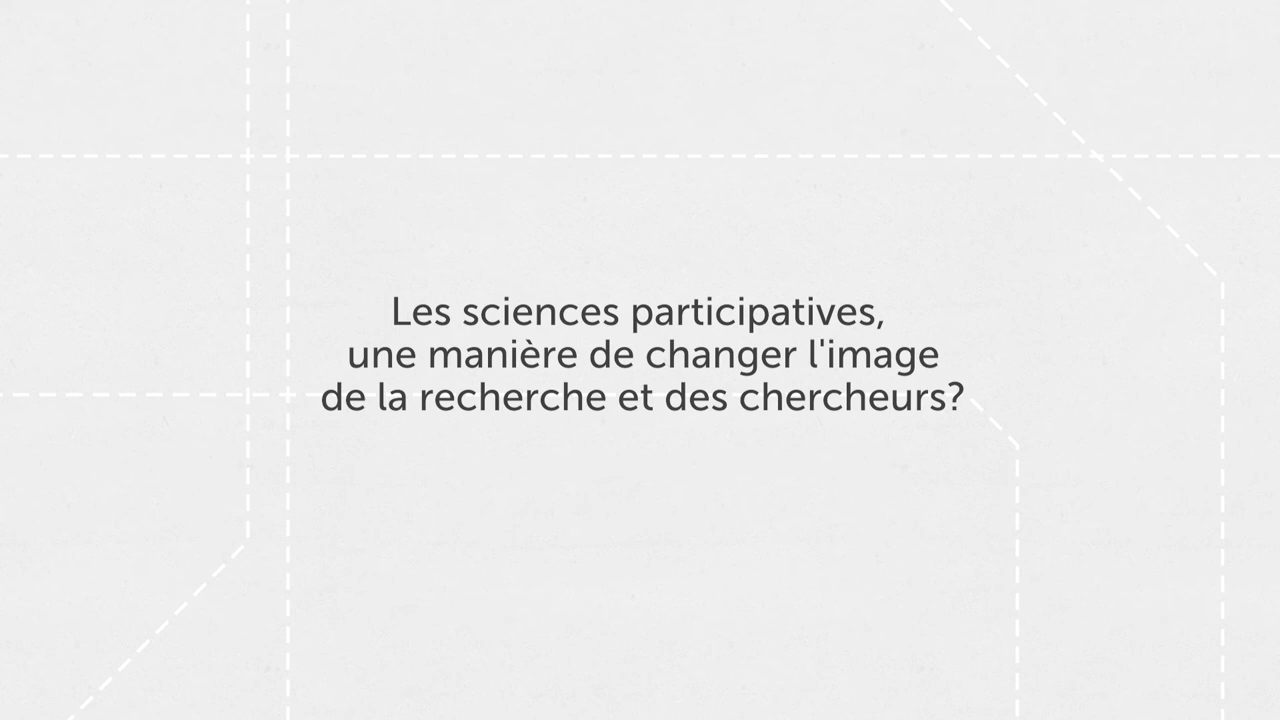 Les sciences participatives,
une manière de changer l'image
de la recherche et des chercheurs?